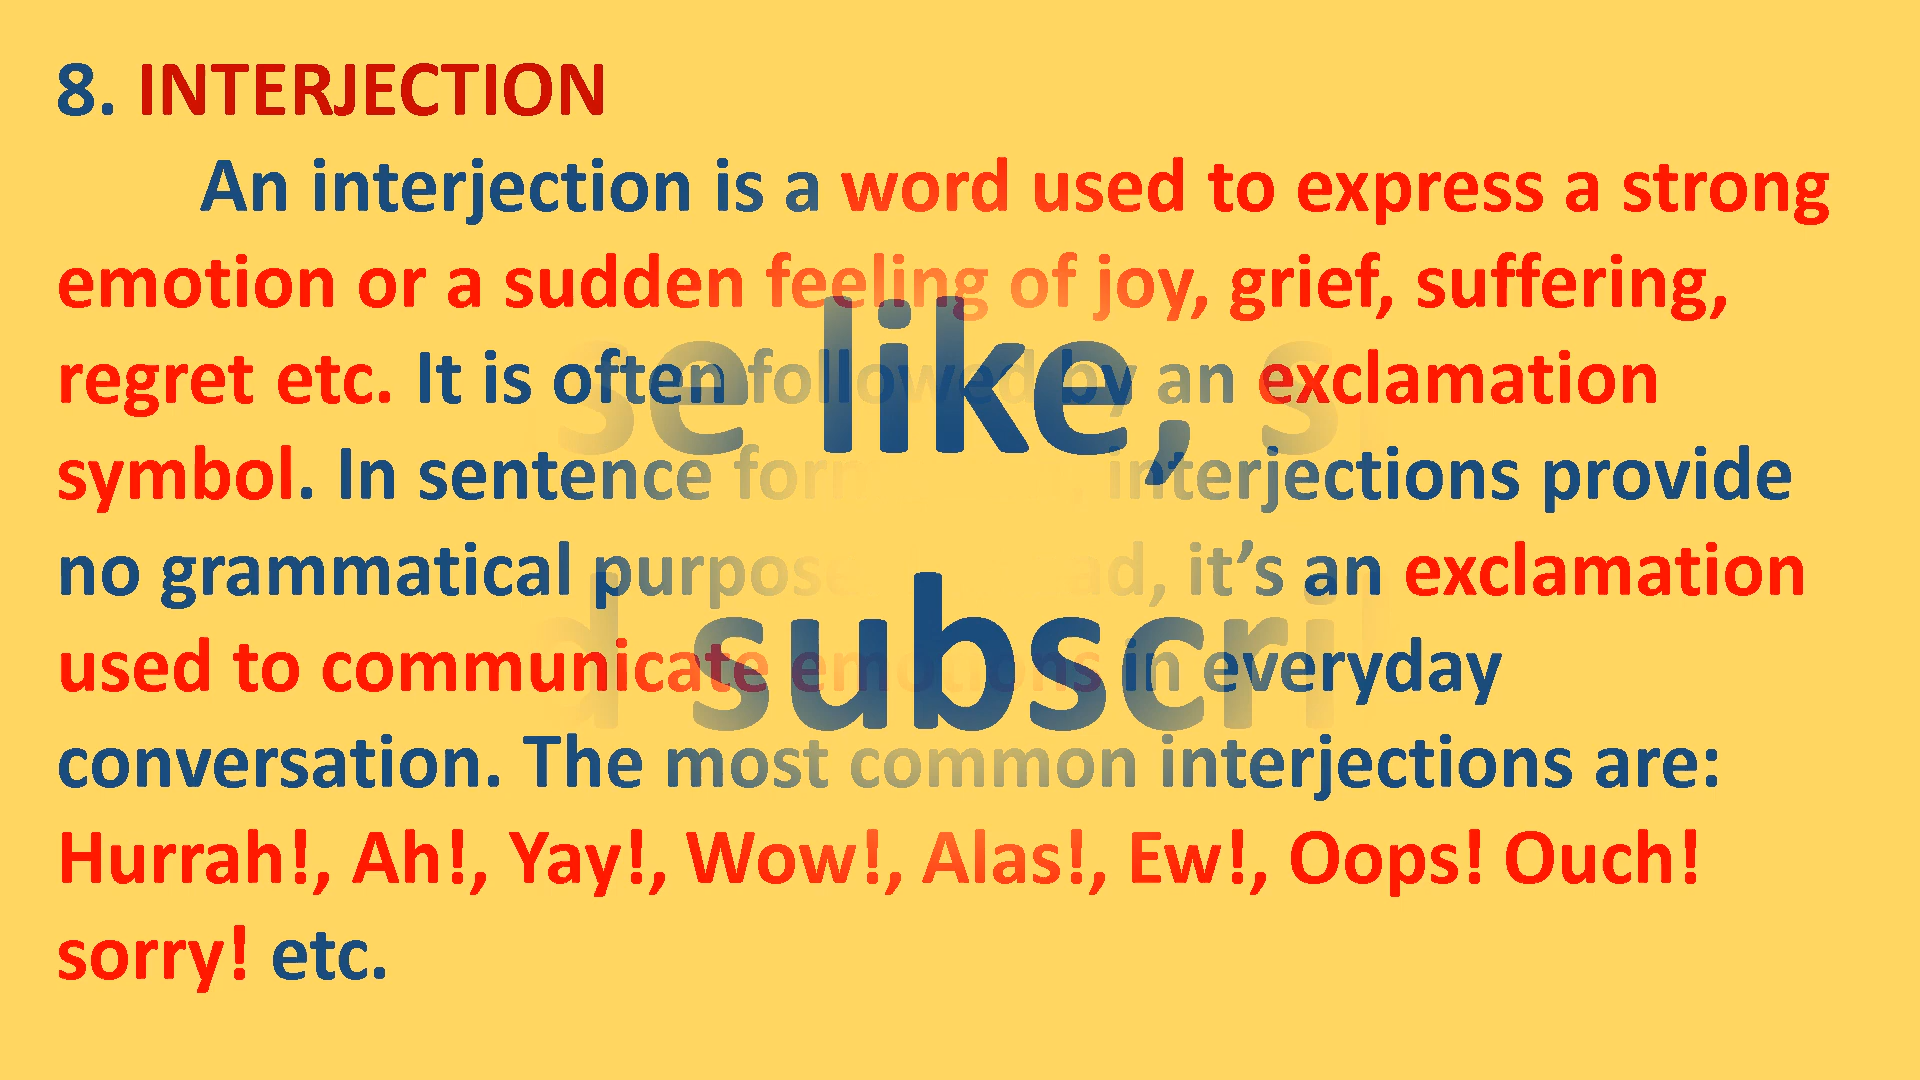 8. INTERJECTION
An interjection is a word used to express a strong
emotion or a sudden feeling of joy, grief, suffering,
regret etc. It is often followed by an exclamation
se like, s
symbol. In sentence interjections provide
no grammatical purpose it’s an exclamation
subscri
used to communicate emotions in everyday
conversation. The most common interjections are:
Hurrah!, Ah!, Yay!, Wow!, Alas!, Ew!, Oops! Ouch!
sorry! etc.